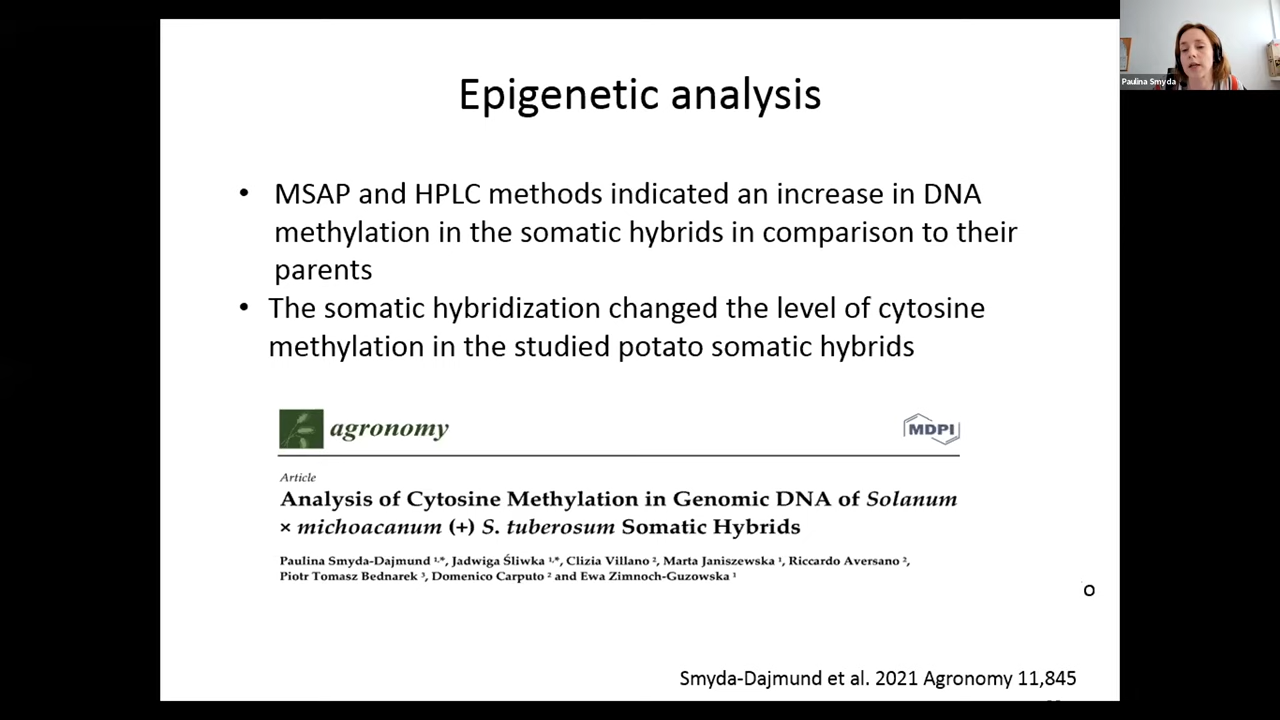 Epigenetic analysis
Paulina Smyda
• MSAP and HPLC methods indicated an increase in DNA
methylation in the somatic hybrids in comparison to their
parents
• The somatic hybridization changed the level of cytosine
methylation in the studied potato somatic hybrids
agronomy
MDPI
Article
Analysis of Cytosine Methylation in Genomic DNA of Solanum
× michoacanum (+) S. tuberosum Somatic Hybrids
Paulina Smyda-Dajmund 1,*, Jadwiga Śliwka 1,*, Clizia Villano 2, Marta Janiszewska 1, Riccardo Aversano 2,
Piotr Tomasz Bednarek 3, Domenico Carputo 2 and Ewa Zimnoch-Guzowska 1
o
Smyda-Dajmund et al. 2021 Agronomy 11,845